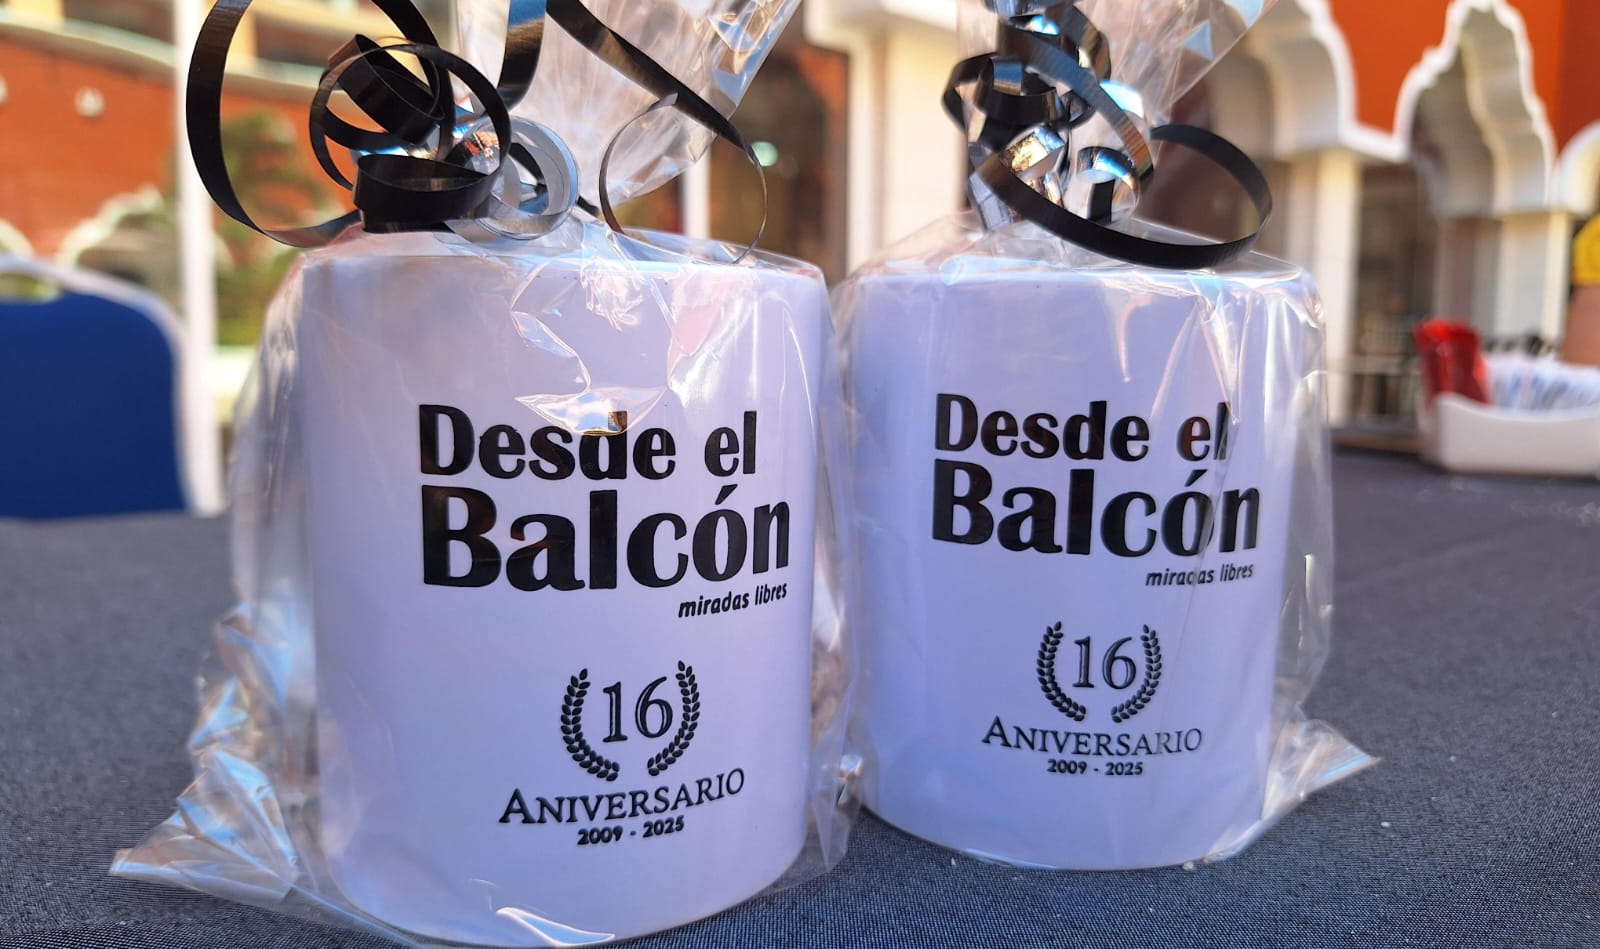 Desde el
Balcón
miradas libres
16
ANIVERSARIO
2009 - 2025
Desde el
Balcón
miradas libres
16
ANIVERSARIO
2009 - 2025